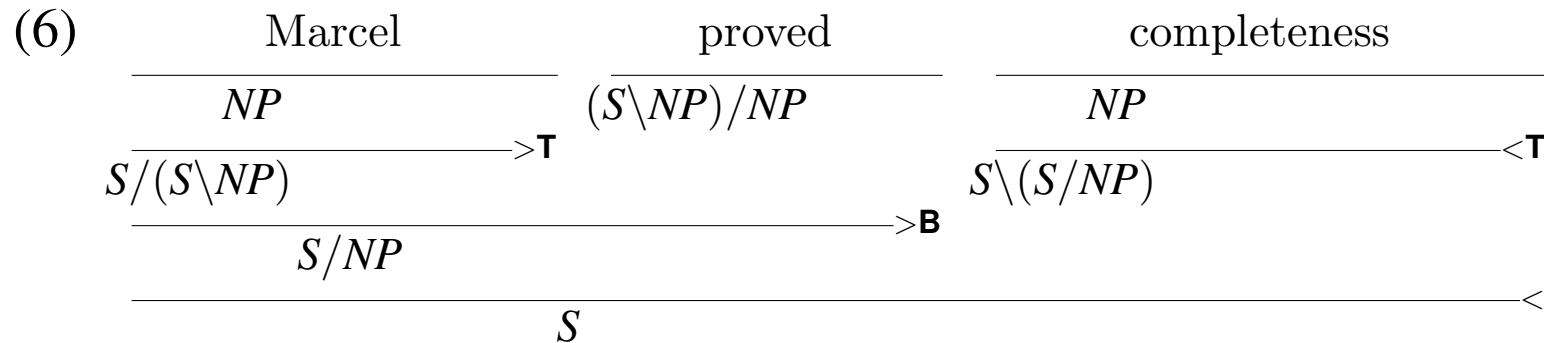 (6) Marcel proved completeness
NP (S\NP)/NP NP
>T <T
S/(S\NP) S\(S/NP)
>B
S/NP
<
S